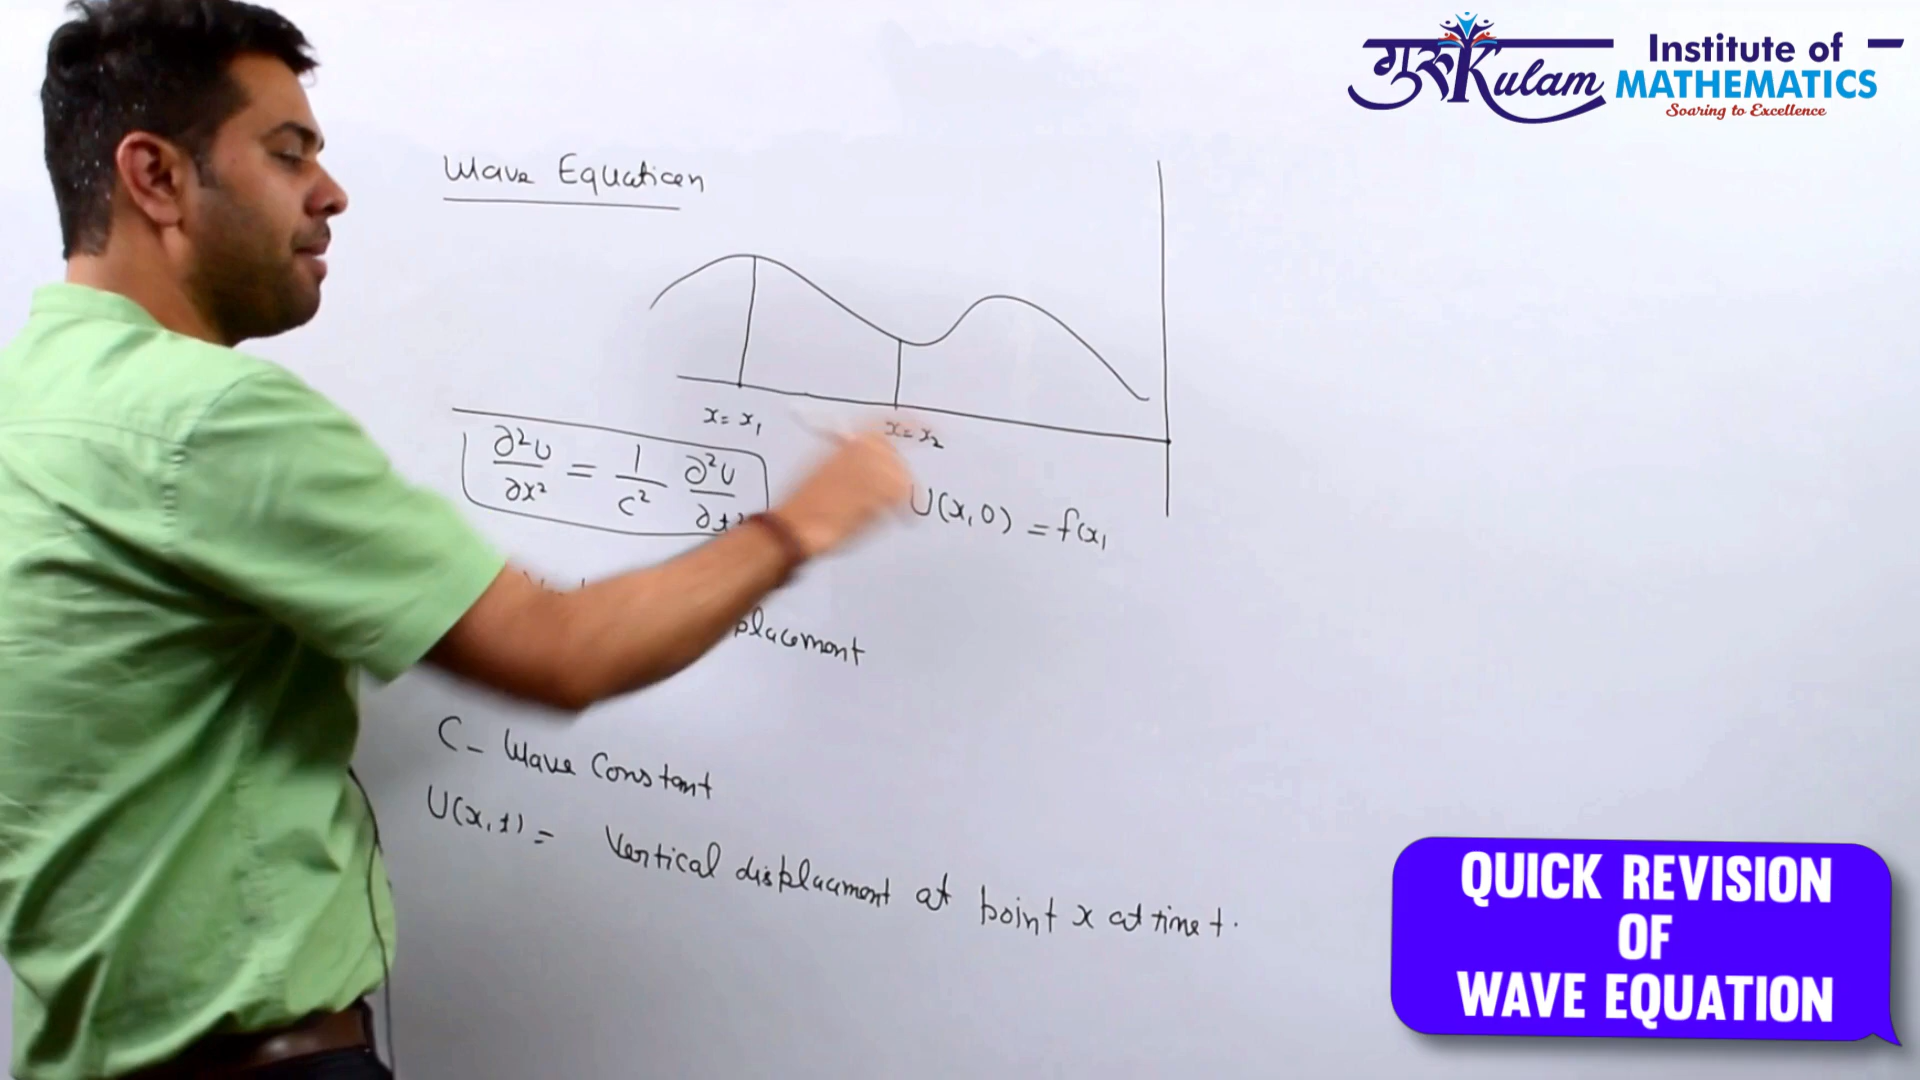 गुरुKulam Institute of
MATHEMATICS
Soaring to Excellence
Wave Equation
x = x₁
x = x₂
∂²U/∂x² = 1/c² ∂²U/∂t²
U(x,0) = f(x)
placement
C - Wave Constant
U(x,t) = Vertical displacement at point x at time t.
QUICK REVISION
OF
WAVE EQUATION